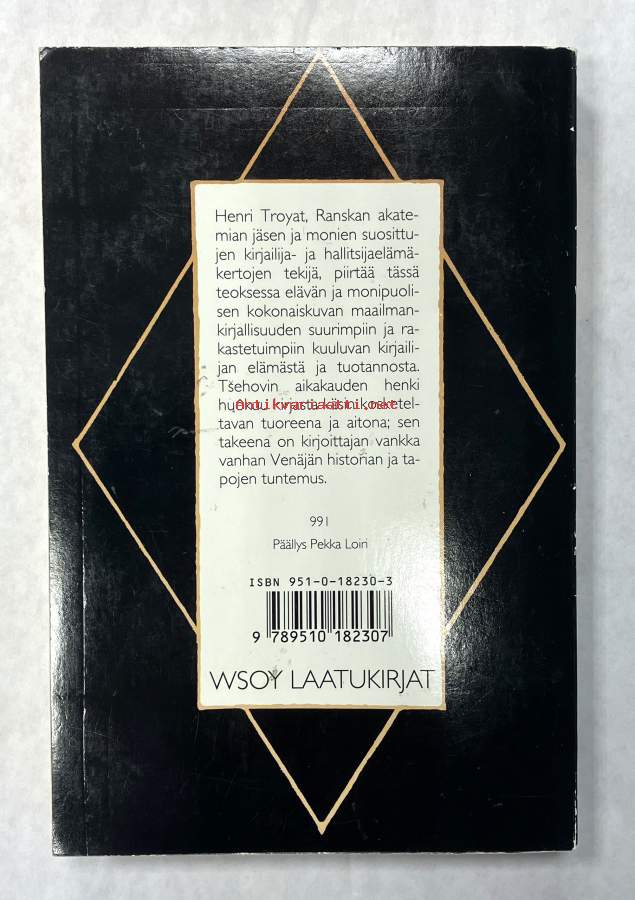 Henri Troyat, Ranskan akate-
mian jäsen ja monien suosittu-
jen kirjailija- ja hallitsijaelämä-
kertojen tekijä, piirtää tässä
teoksessa elävän ja monipuoli-
sen kokonaiskuvan maailman-
kirjallisuuden suurimpiin ja ra-
kastetuimpiin kuuluvan kirjaili-
jan elämästä ja tuotannosta.
Tšehovin aikakauden henki
huokuu kirjasta käsinkosketel-
tavan tuoreena ja aitona; sen
takeena on kirjoittajan vankka
vanhan Venäjän historian ja ta-
pojen tuntemus.
991
Päällys Pekka Loiri
ISBN 951-0-18230-3
9 789510 182307
WSOY LAATUKIRJAT